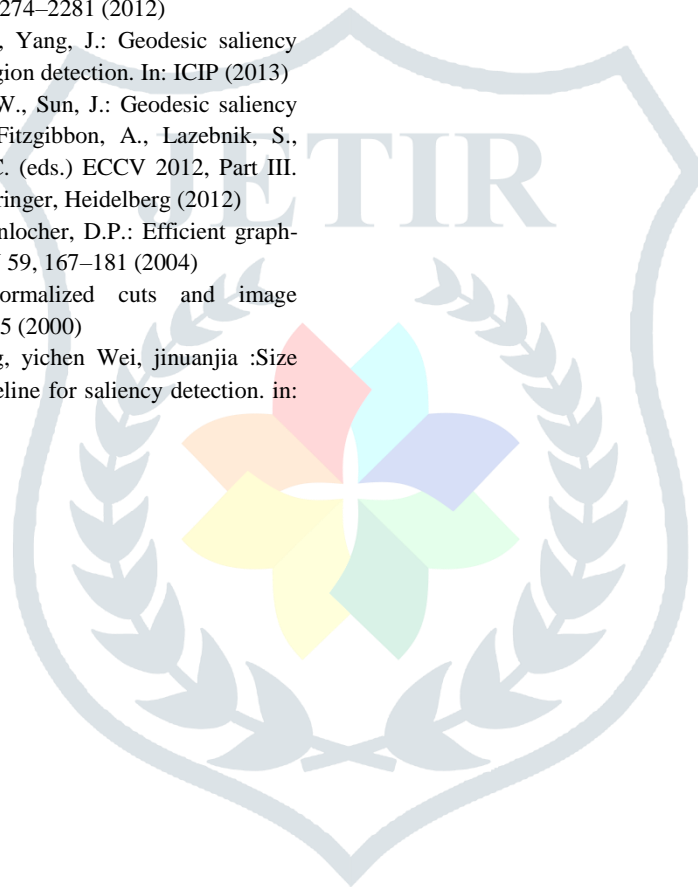 274–2281 (2012)
, Yang, J.: Geodesic saliency
gion detection. In: ICIP (2013)
W., Sun, J.: Geodesic saliency
Fitzgibbon, A., Lazebnik, S.,
C. (eds.) ECCV 2012, Part III.
ringer, Heidelberg (2012)
nlocher, D.P.: Efficient graph-
59, 167–181 (2004)
ormalized cuts and image
5 (2000)
g, yichen Wei, jinuanjia :Size
eline for saliency detection. in:
JETIR